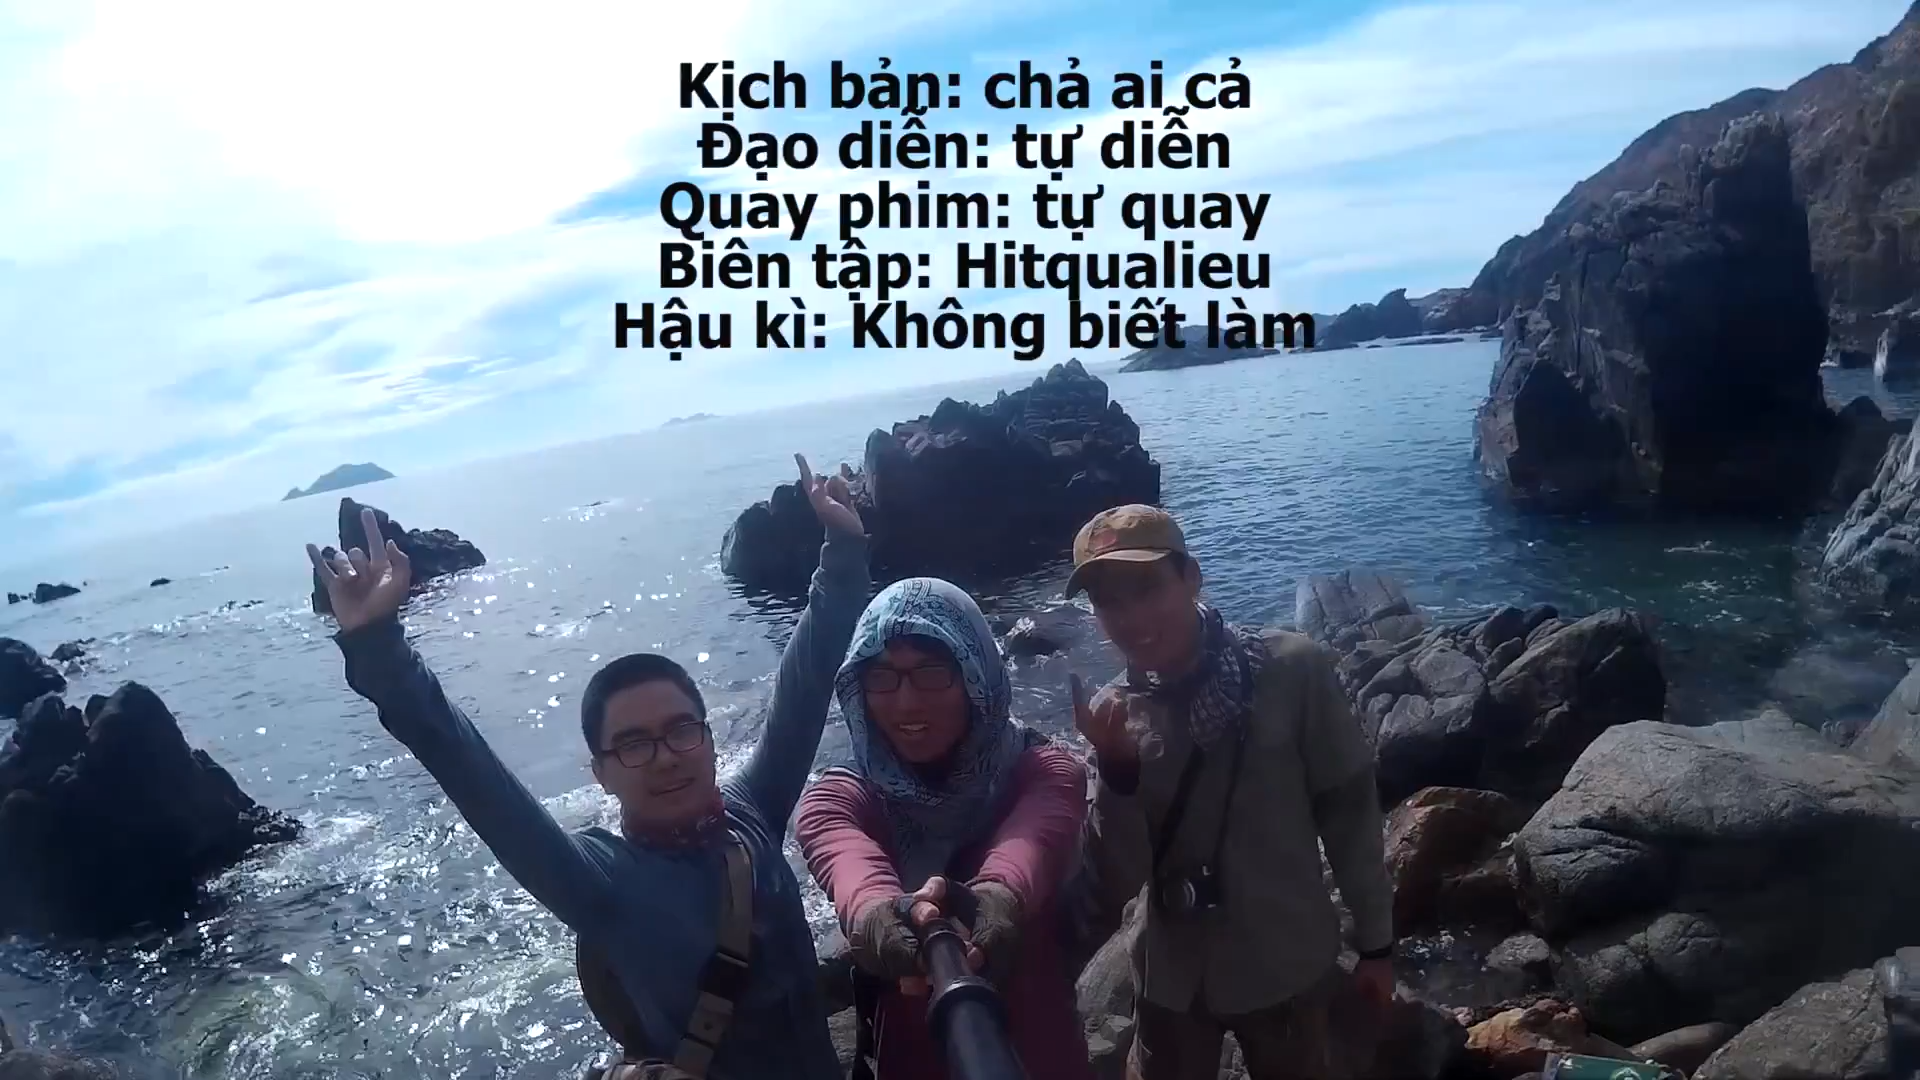 Kịch bản: chả ai cả
Đạo diễn: tự diễn
Quay phim: tự quay
Biên tập: Hitqualieu
Hậu kì: Không biết làm